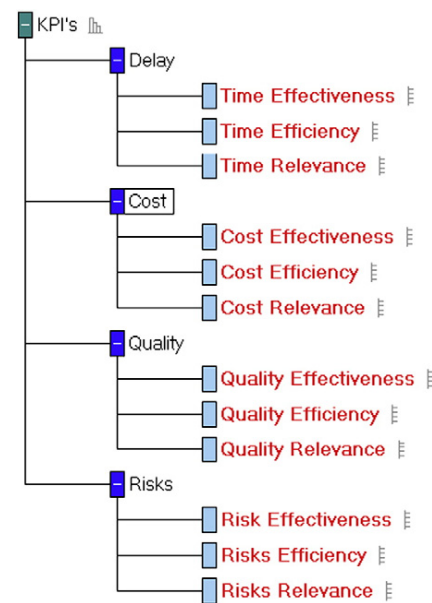 KPI's
Delay
Time Effectiveness
Time Efficiency
Time Relevance
Cost
Cost Effectiveness
Cost Efficiency
Cost Relevance
Quality
Quality Effectiveness
Quality Efficiency
Quality Relevance
Risks
Risk Effectiveness
Risks Efficiency
Risks Relevance